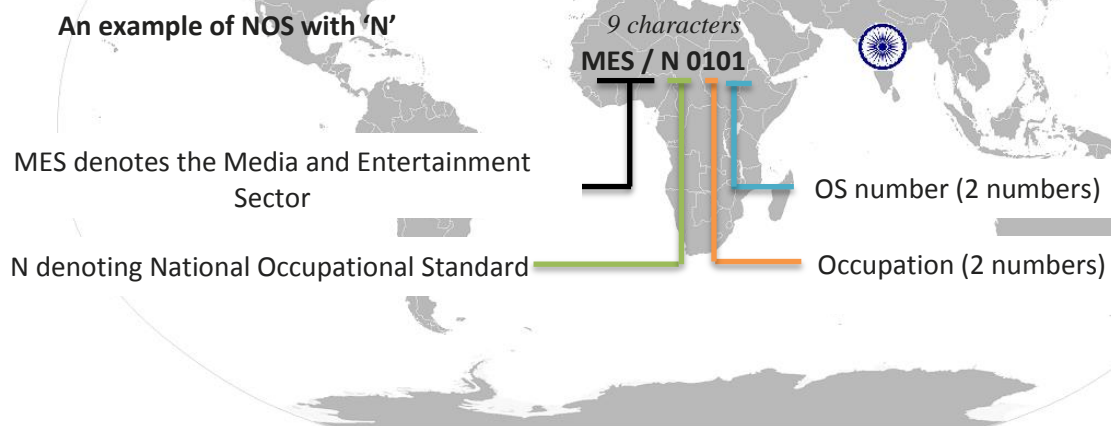 An example of NOS with ‘N’
9 characters
MES / N 0101
MES denotes the Media and Entertainment
Sector
OS number (2 numbers)
N denoting National Occupational Standard
Occupation (2 numbers)